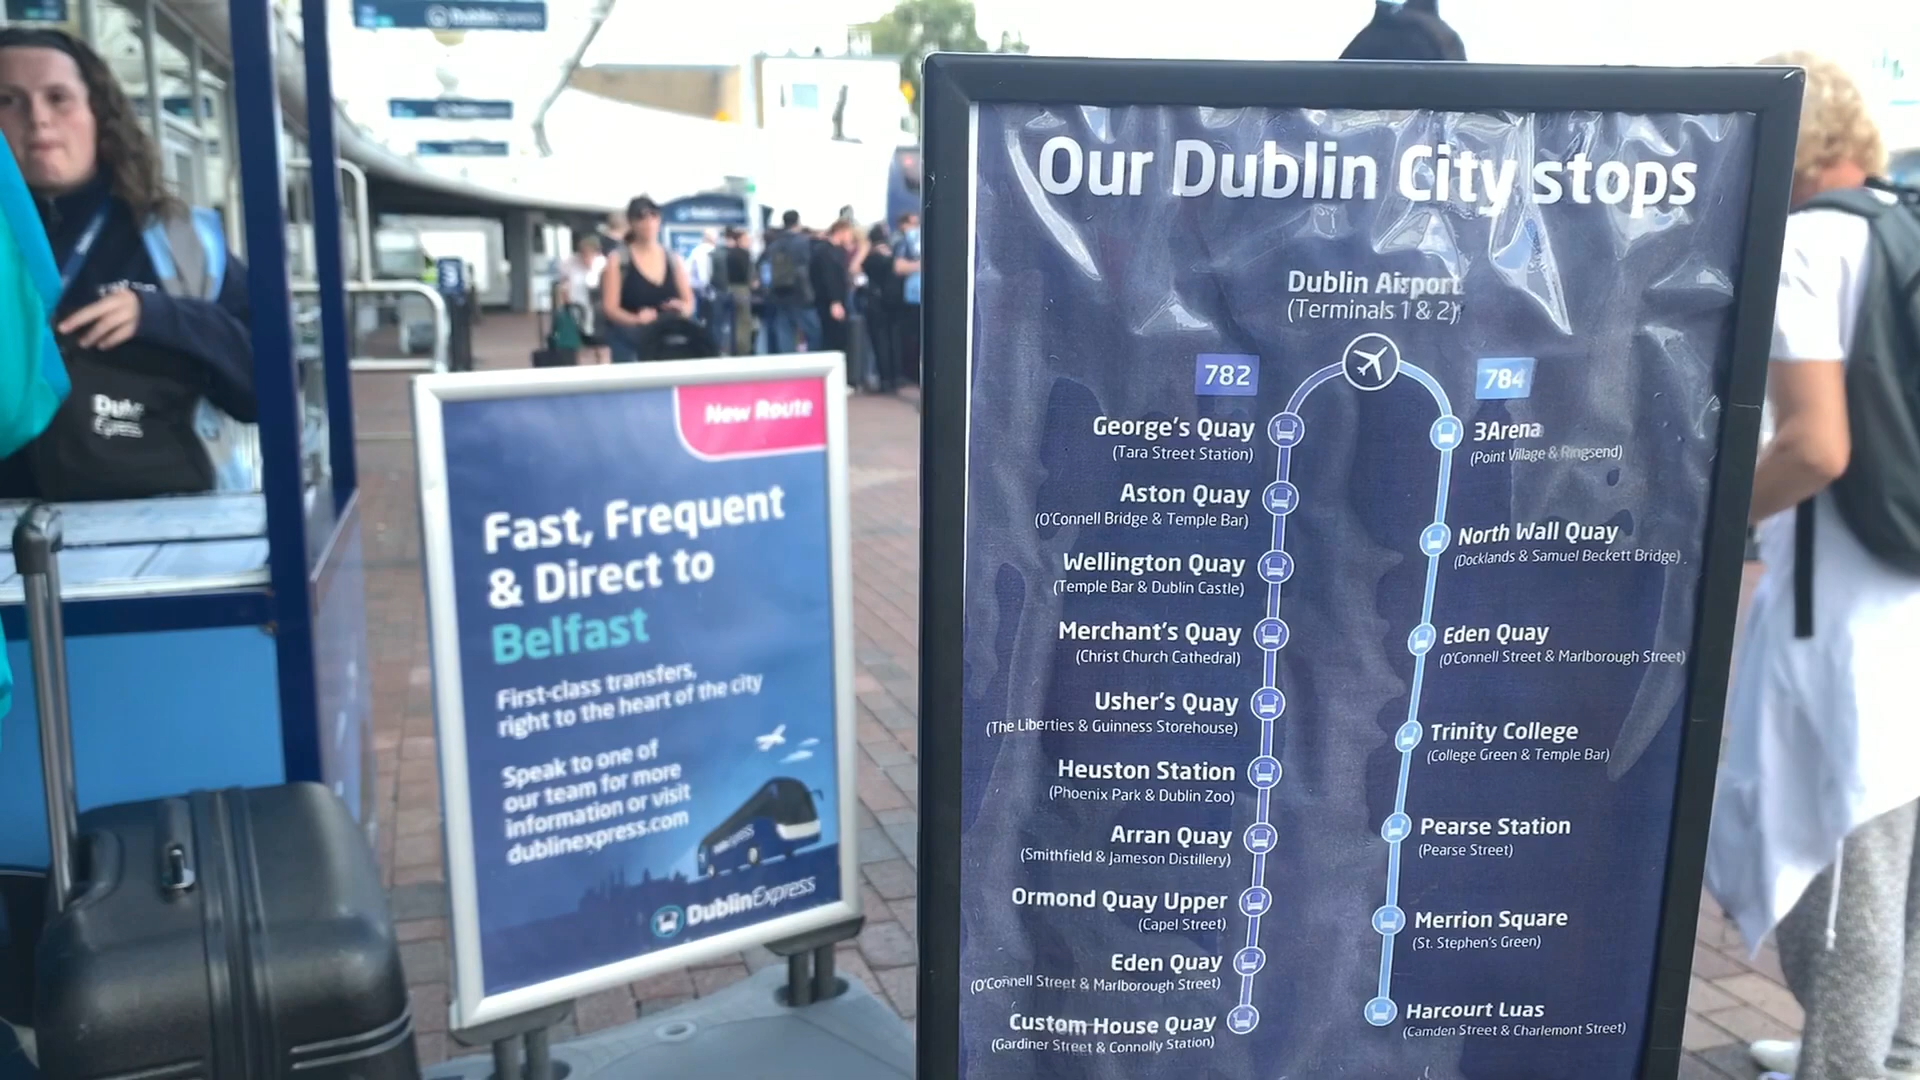 DublinExpress
New Route
Fast, Frequent
& Direct to
Belfast
First-class transfers,
right to the heart of the city
Speak to one of
our team for more
information or visit
dublinexpress.com
DublinExpress
Our Dublin City stops
Dublin Airport
(Terminals 1 & 2)
782
George's Quay
(Tara Street Station)
Aston Quay
(O'Connell Bridge & Temple Bar)
Wellington Quay
(Temple Bar & Dublin Castle)
Merchant's Quay
(Christ Church Cathedral)
Usher's Quay
(The Liberties & Guinness Storehouse)
Heuston Station
(Phoenix Park & Dublin Zoo)
Arran Quay
(Smithfield & Jameson Distillery)
Ormond Quay Upper
(Capel Street)
Eden Quay
(O'Connell Street & Marlborough Street)
Custom House Quay
(Gardiner Street & Connolly Station)
784
3Arena
(Point Village & Ringsend)
North Wall Quay
(Docklands & Samuel Beckett Bridge)
Eden Quay
(O'Connell Street & Marlborough Street)
Trinity College
(College Green & Temple Bar)
Pearse Station
(Pearse Street)
Merrion Square
(St. Stephen's Green)
Harcourt Luas
(Camden Street & Charlemont Street)